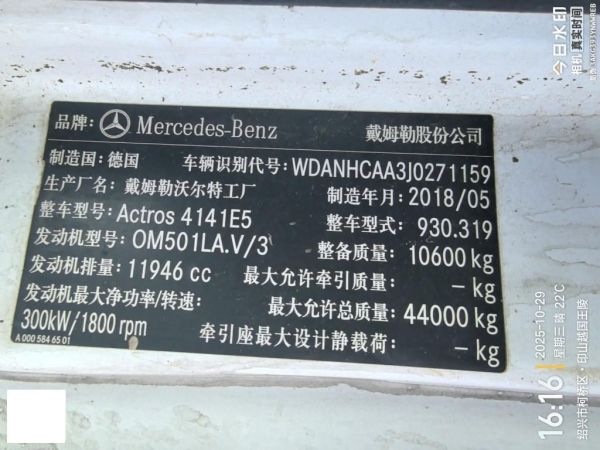 品牌: Mercedes-Benz 戴姆勒股份公司
制造国: 德国 车辆识别代号: WDANHCAA3J0271159
生产厂名: 戴姆勒沃尔特工厂 制造年月: 2018/05
整车型号: Actros 4141E5 整车型式: 930.319
发动机型号: OM501LA.V/3 整备质量: 10600 kg
发动机排量: 11946 cc 最大允许牵引质量: – kg
发动机最大净功率/转速: 最大允许总质量: 44000 kg
300kW/1800 rpm 牵引座最大设计静载荷: – kg
A 000 584 65 01
今日水印
相机 真实时间
16:16
2025-10-29
星期三 晴 22℃
绍兴市柯桥区·印山越国王陵